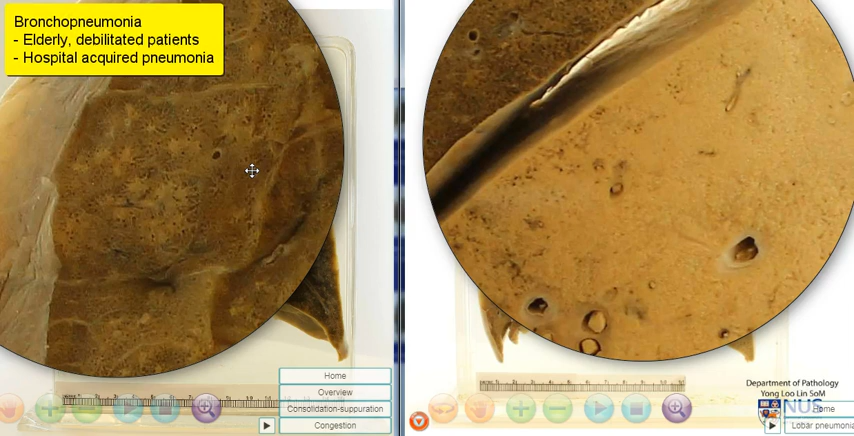 Bronchopneumonia
- Elderly, debilitated patients
- Hospital acquired pneumonia
Home
Overview
Consolidation-suppuration
Congestion
Department of Pathology
Yong Loo Lin SoM
NUS
Home
Lobar pneumonia